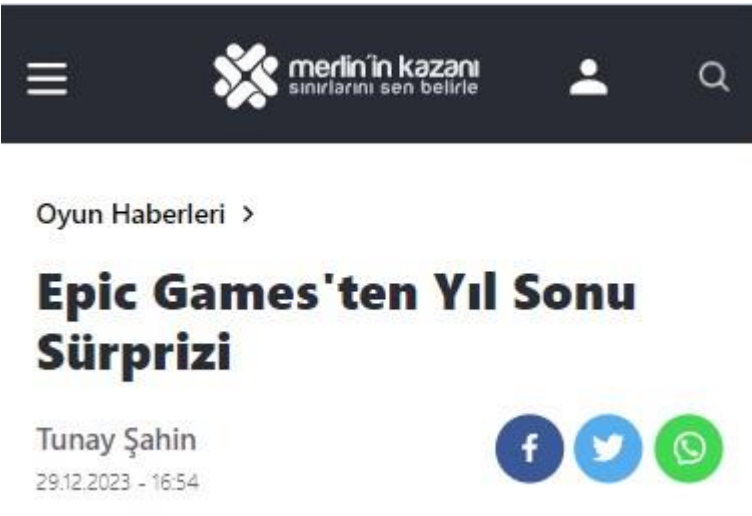 merlin'in kazanı
sınırlarını sen belirle
Oyun Haberleri >
Epic Games'ten Yıl Sonu
Sürprizi
Tunay Şahin
29.12.2023 - 16:54